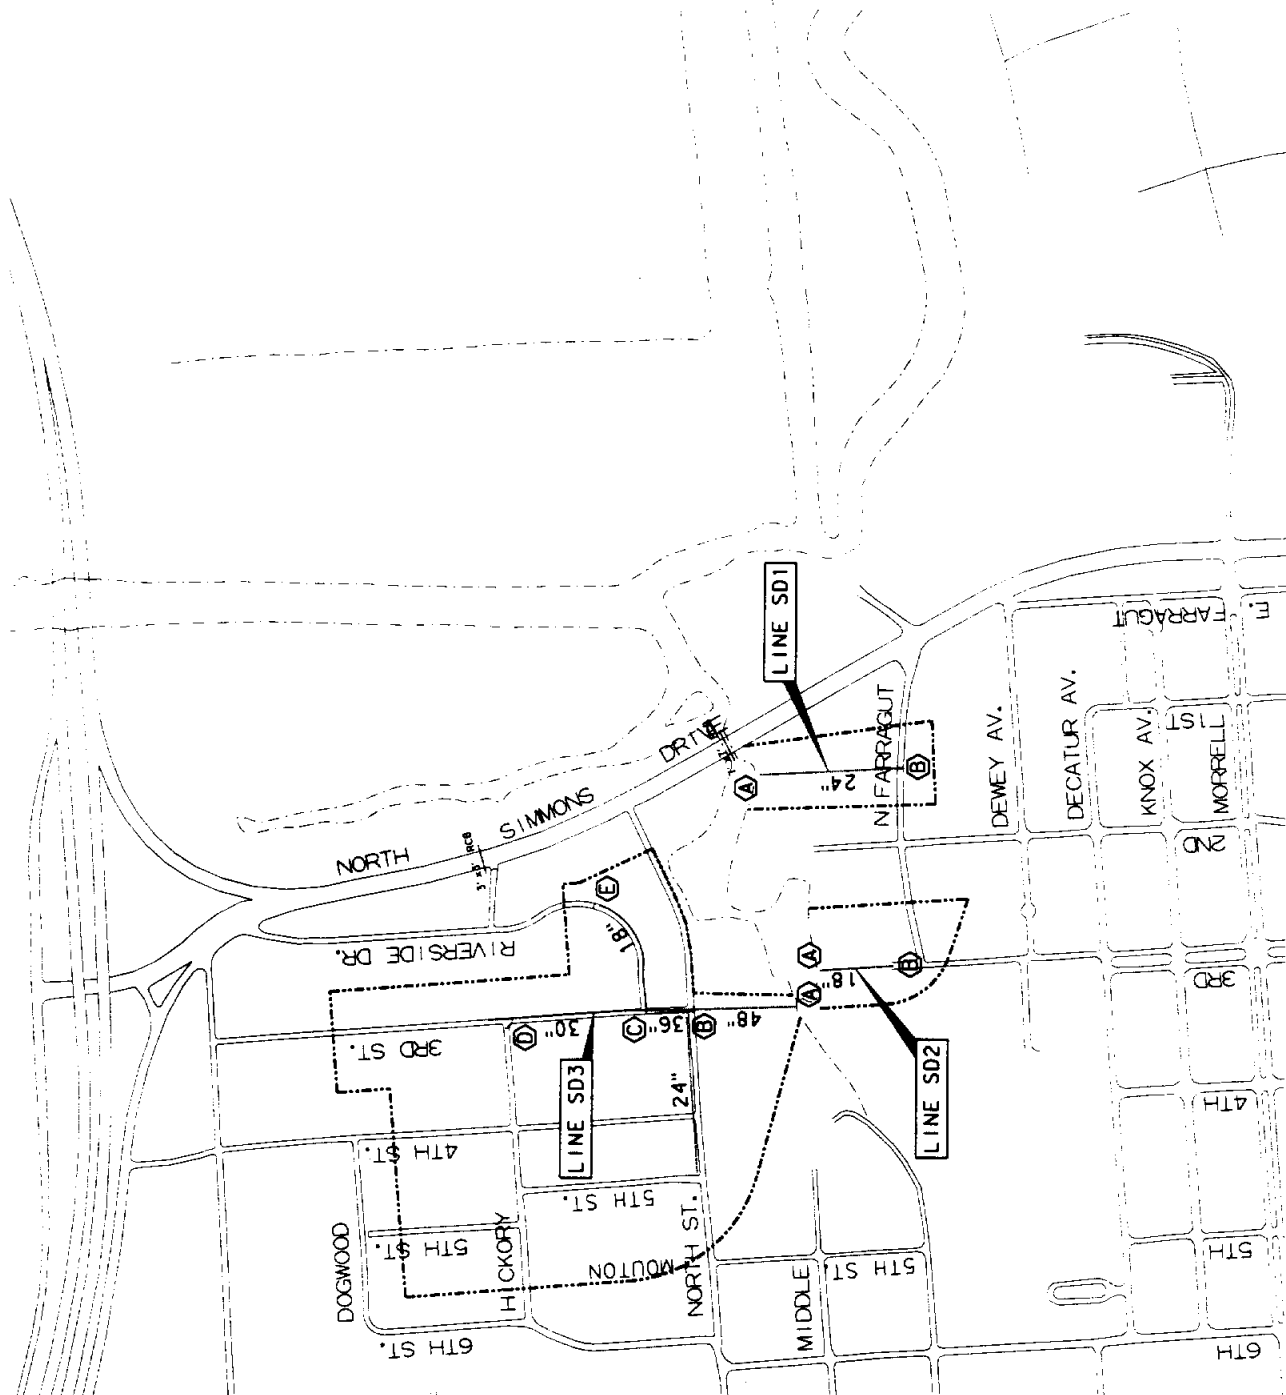 LINE SD1
NORTH SIMMONS DRIVE
3' x3' RCB
24"
A
B
N FARRAGUT
E. FARRAGUT
DEWEY AV.
DECATUR AV.
KNOX AV.
MORRELL
1ST
2ND
RIVERSIDE DR.
E
18"
3RD ST.
D
30"
C
36"
B
48"
A
A
18"
B
3RD
LINE SD3
24"
LINE SD2
4TH ST.
4TH
5TH ST.
5TH ST.
DOGWOOD
HICKORY
MOUTON
NORTH ST.
MIDDLE
5TH ST.
5TH
6TH ST.
6TH